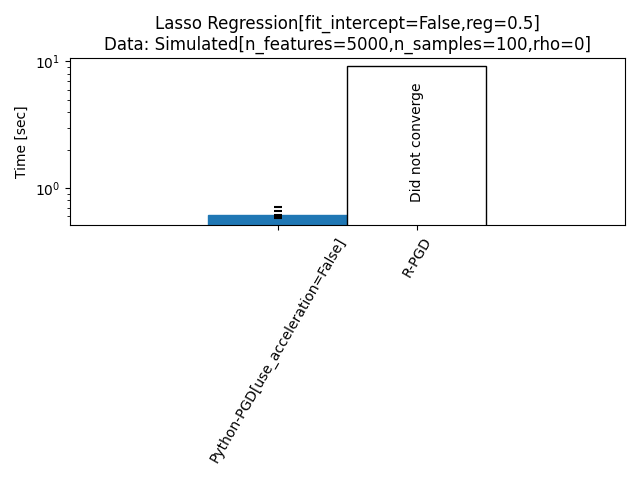 Lasso Regression[fit_intercept=False,reg=0.5]
Data: Simulated[n_features=5000,n_samples=100,rho=0]
Time [sec]
10¹
10⁰
Did not converge
Python-PGD[use_acceleration=False]
R-PGD